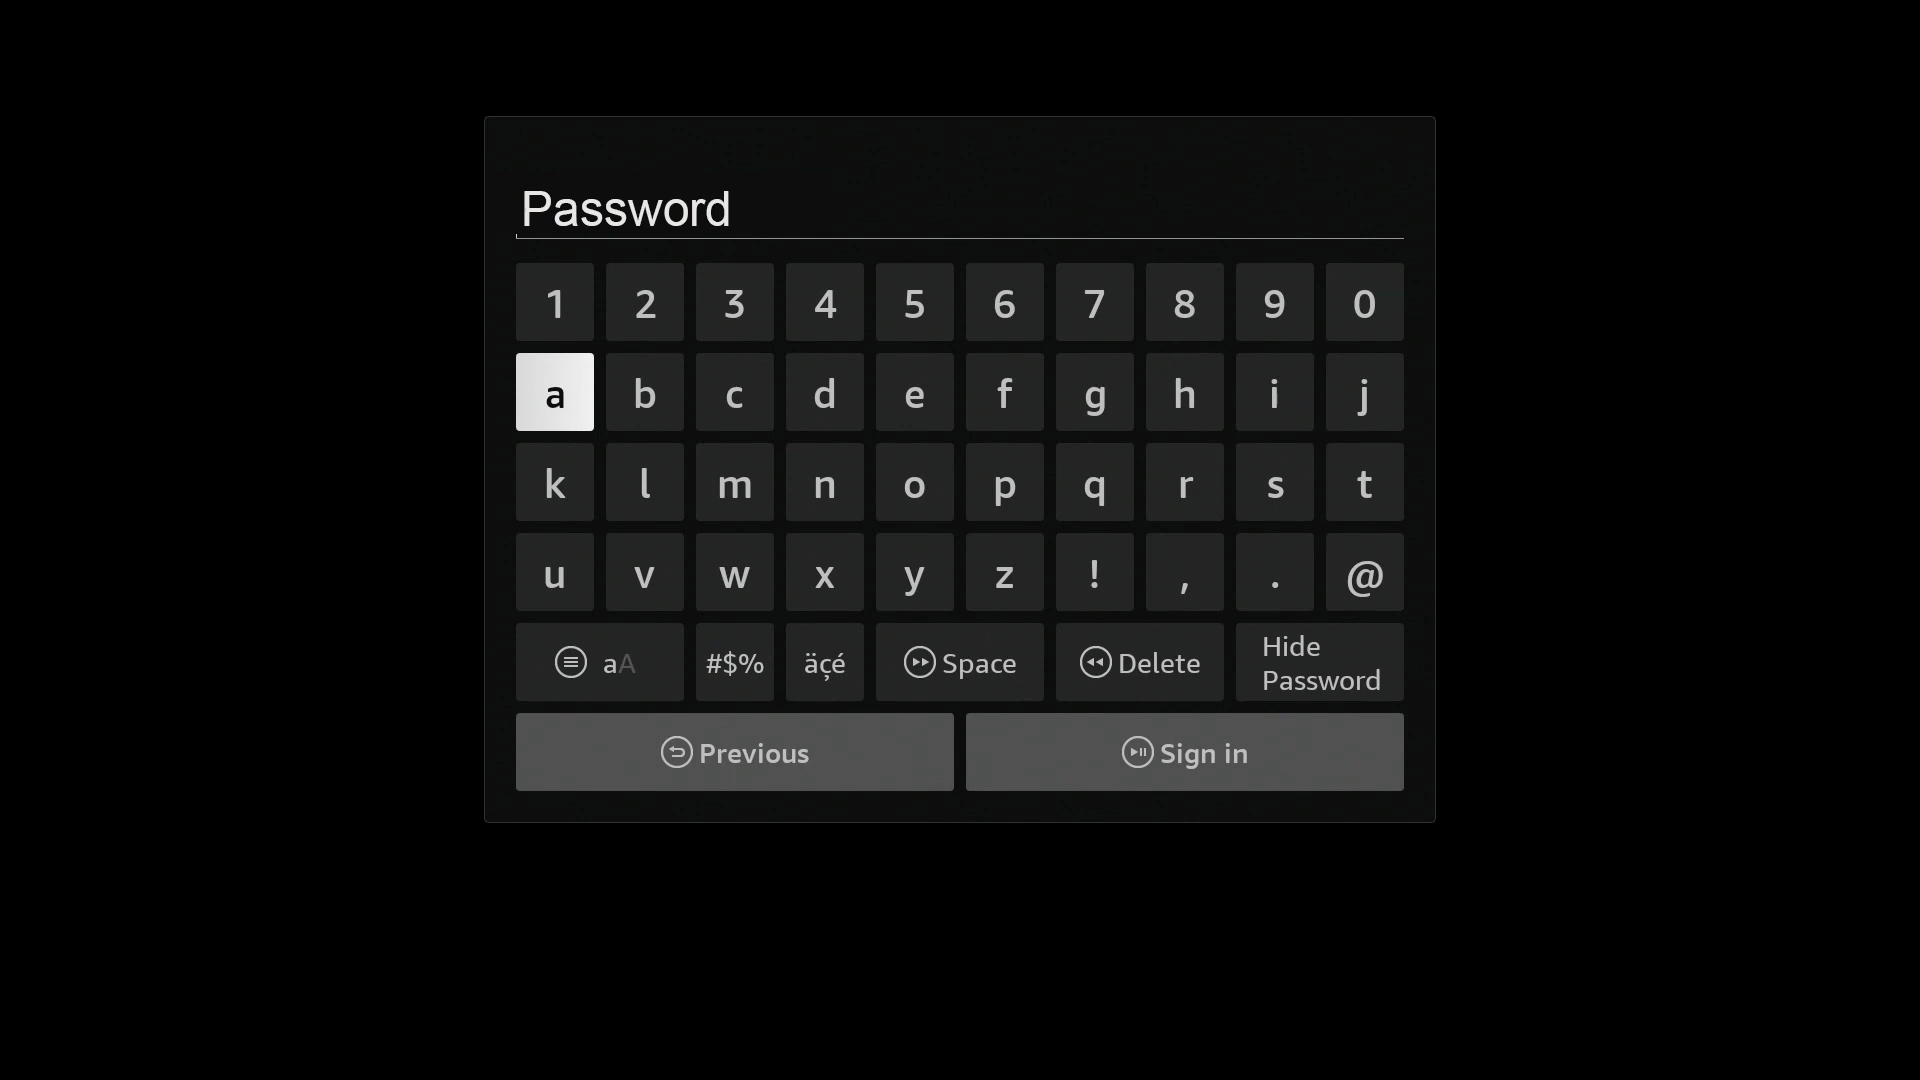 Password
1 2 3 4 5 6 7 8 9 0
a b c d e f g h i j
k l m n o p q r s t
u v w x y z ! , . @
aA #$% äçé Space Delete Hide Password
Previous Sign in